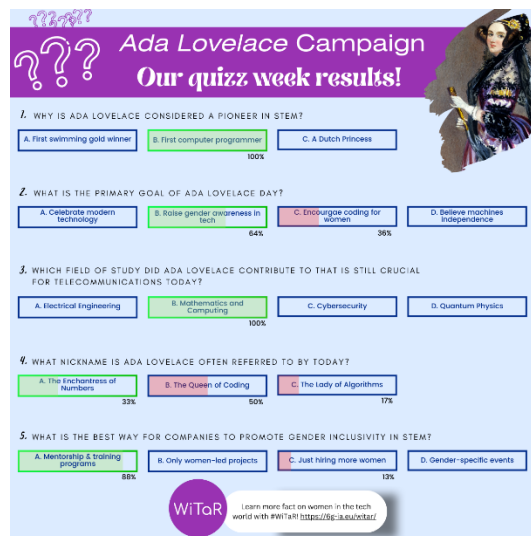 ???
Ada Lovelace Campaign
Our quizz week results!
1. WHY IS ADA LOVELACE CONSIDERED A PIONEER IN STEM?
A. First swimming gold winner
B. First computer programmer
C. A Dutch Princess
100%
2. WHAT IS THE PRIMARY GOAL OF ADA LOVELACE DAY?
A. Celebrate modern
technology
B. Raise gender awareness in
tech
C. Encourgae coding for
women
D. Believe machines
independence
64%
36%
3. WHICH FIELD OF STUDY DID ADA LOVELACE CONTRIBUTE TO THAT IS STILL CRUCIAL
FOR TELECOMMUNICATIONS TODAY?
A. Electrical Engineering
B. Mathematics and
Computing
C. Cybersecurity
D. Quantum Physics
100%
4. WHAT NICKNAME IS ADA LOVELACE OFTEN REFERRED TO BY TODAY?
A. The Enchantress of
Numbers
B. The Queen of Coding
C. The Lady of Algorithms
33%
50%
17%
5. WHAT IS THE BEST WAY FOR COMPANIES TO PROMOTE GENDER INCLUSIVITY IN STEM?
A. Mentorship & training
programs
B. Only women-led projects
C. Just hiring more women
D. Gender-specific events
88%
13%
WiTaR
Learn more fact on women in the tech
world with #WiTaR! https://6g-ia.eu/witar/